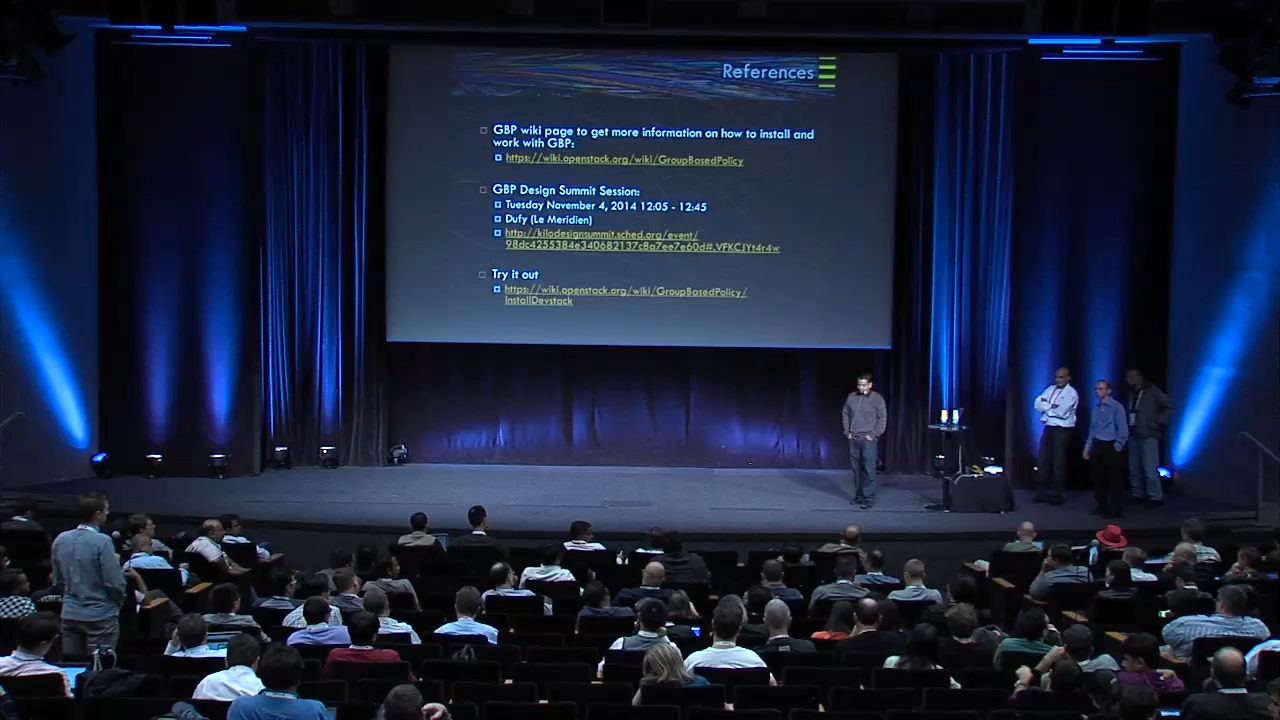 References
GBP wiki page to get more information on how to install and
work with GBP:
https://wiki.openstack.org/wiki/GroupBasedPolicy
GBP Design Summit Session:
Tuesday November 4, 2014 12:05 - 12:45
Dufy (Le Meridien)
http://kilodesignsummit.sched.org/event/
98dc4255384e340682137c8a7ee7e60d#.VFKCJYt4r4w
Try it out
https://wiki.openstack.org/wiki/GroupBasedPolicy/
InstallDevstack